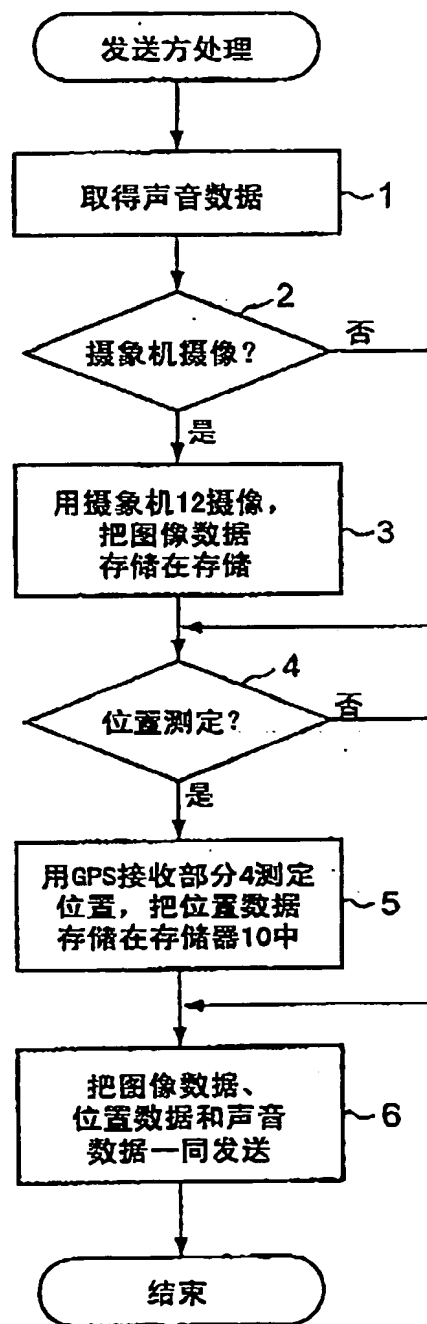 发送方处理
取得声音数据
1
2
摄象机摄像?
否
是
用摄象机12摄像,
把图像数据
存储在存储
3
4
位置测定?
否
是
用GPS接收部分4测定
位置,把位置数据
存储在存储器10中
5
把图像数据、
位置数据和声音
数据一同发送
6
结束